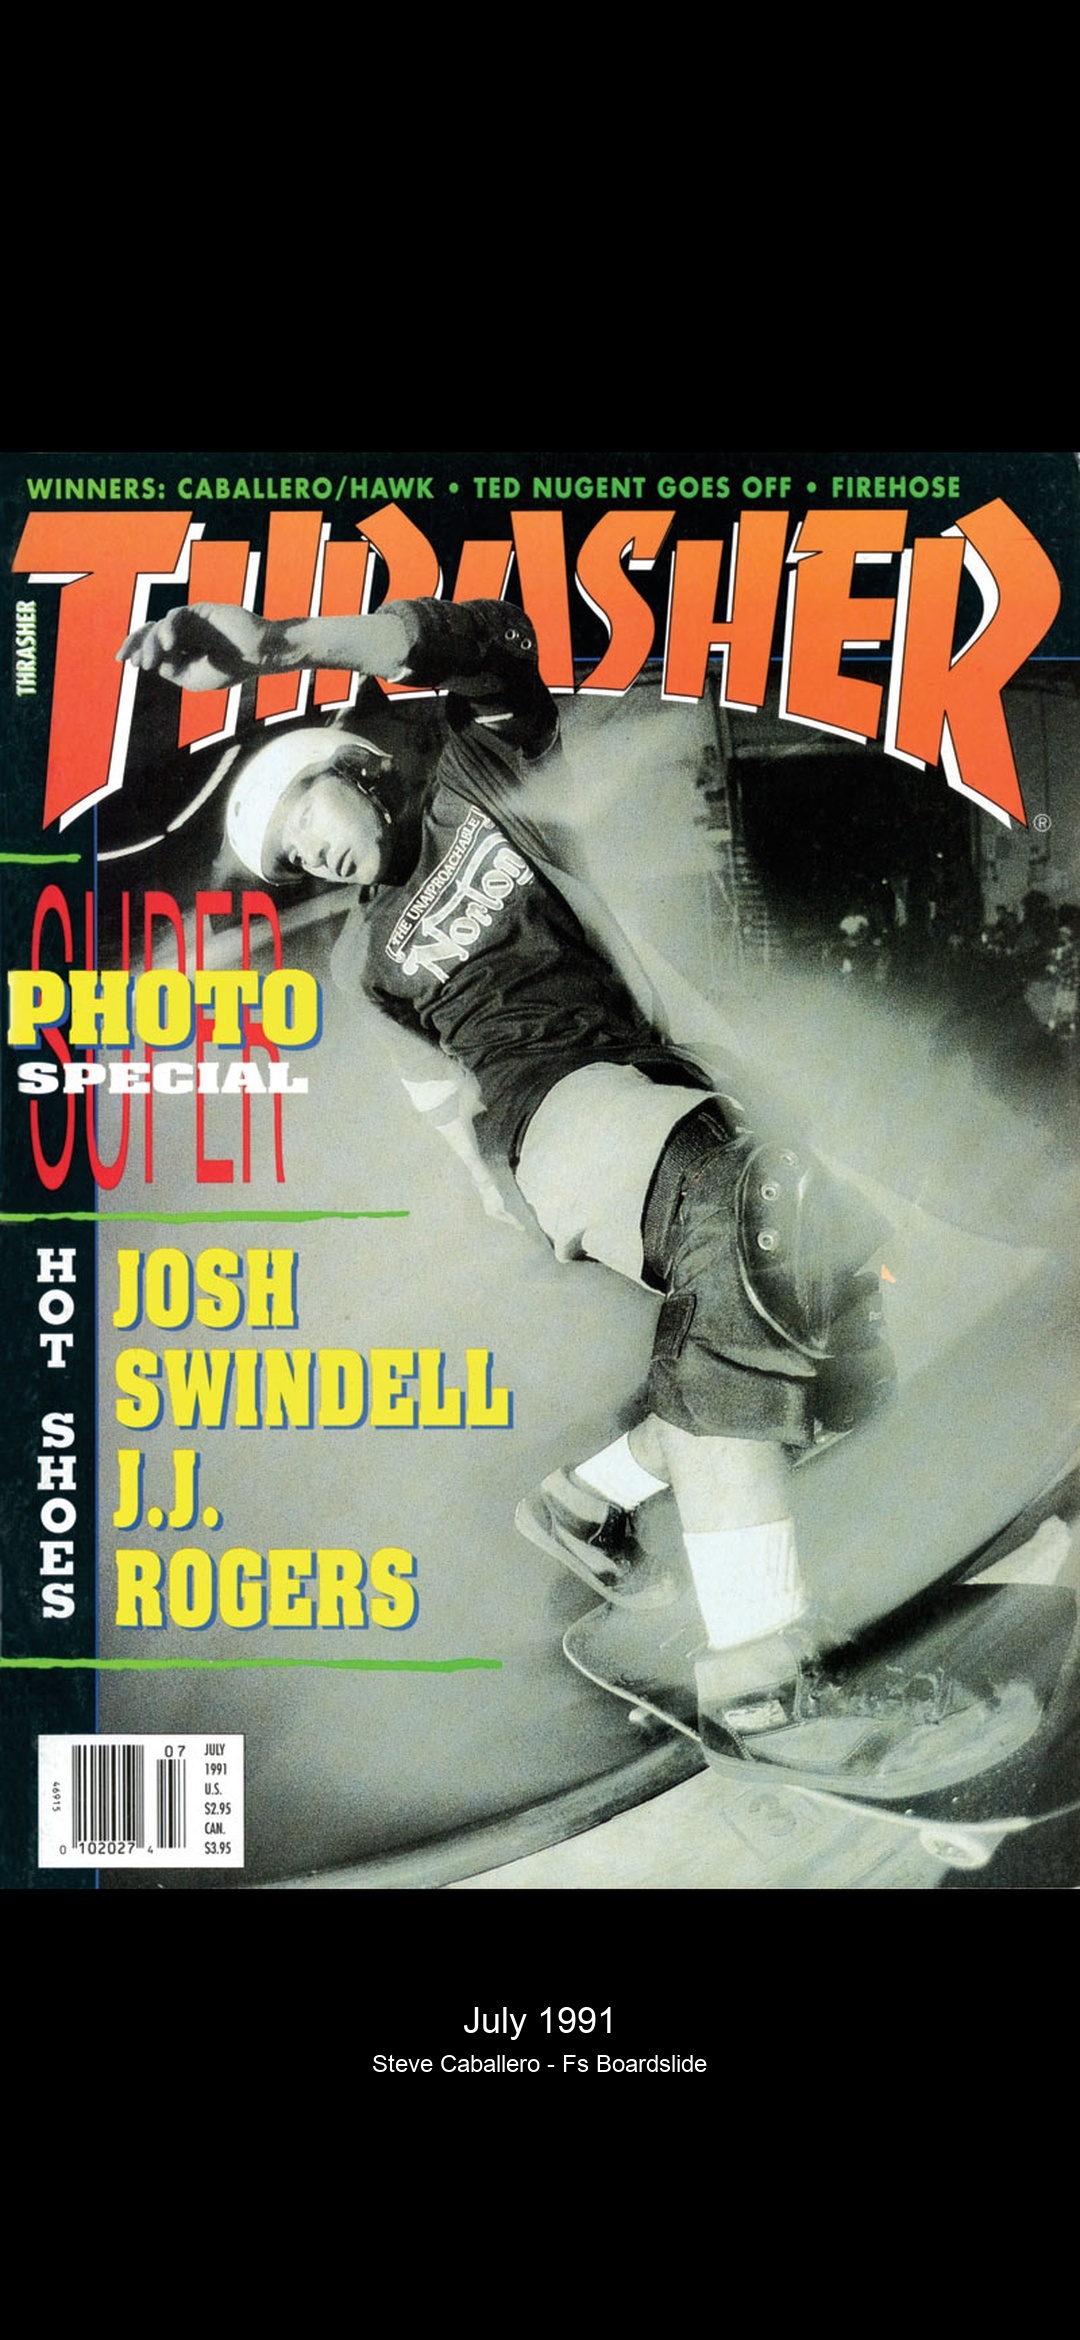 WINNERS: CABALLERO/HAWK • TED NUGENT GOES OFF • FIREHOSE
THRASHER
®
THRASHER
(THE UNAPPROACHABLE)
Norton
SUPER
PHOTO
SPECIAL
SUPER
HOT SHOES
JOSH
SWINDELL
J.J.
ROGERS
07
JULY
1991
U.S.
$2.95
CAN.
$3.95
46915
0 102027 4
July 1991
Steve Caballero - Fs Boardslide